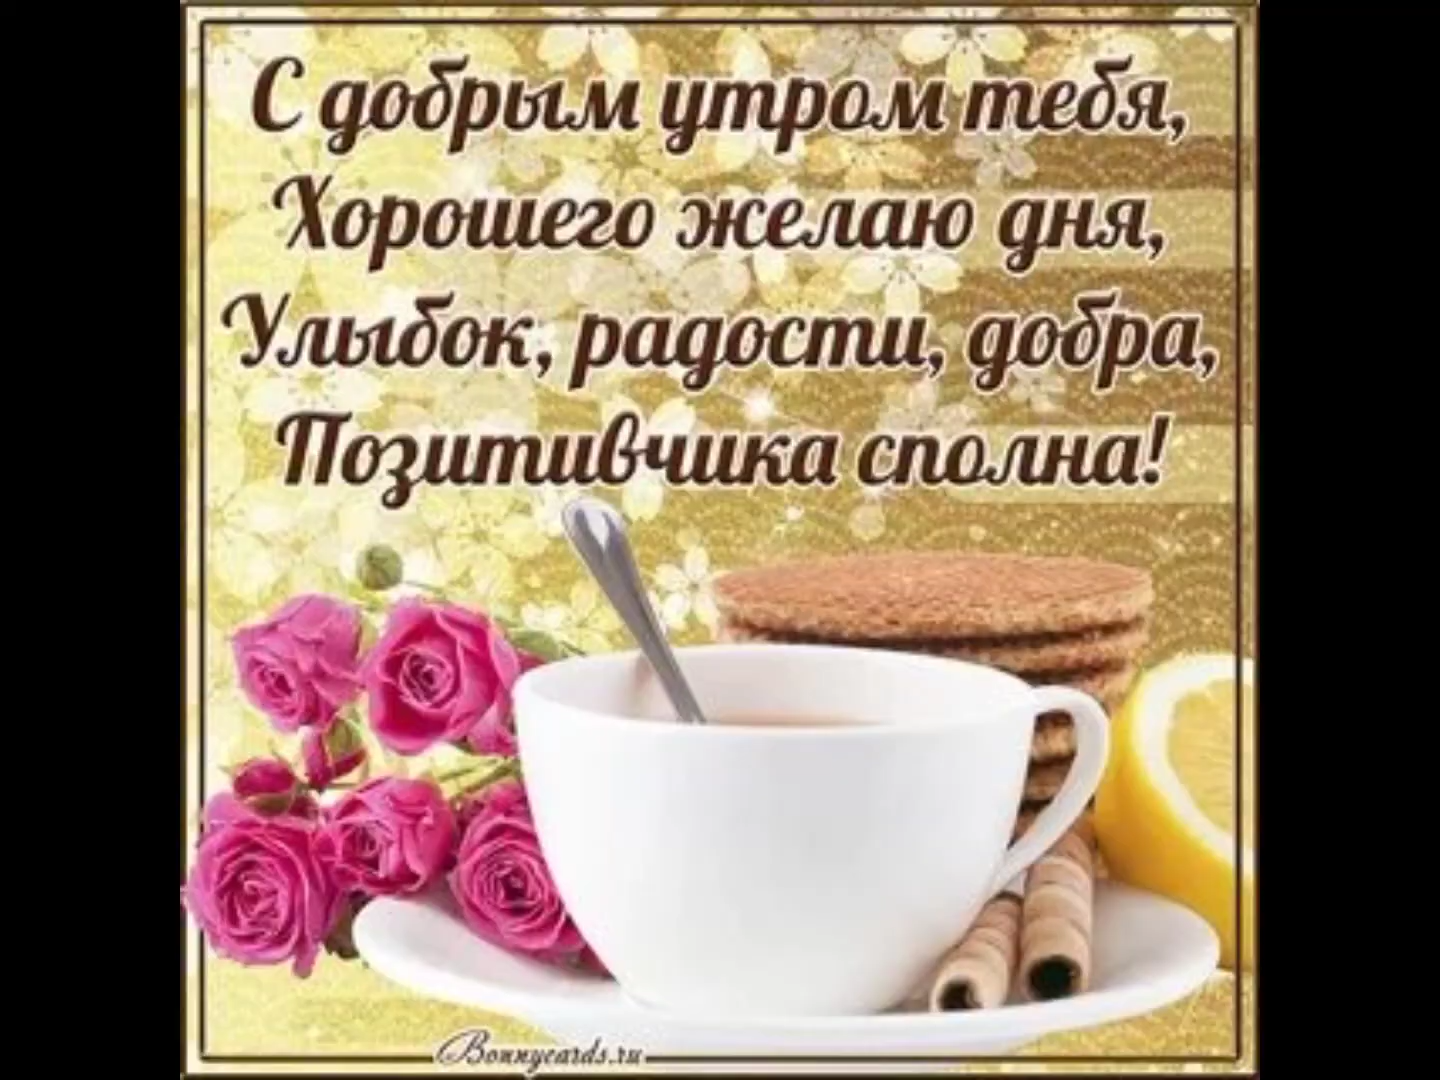 С добрым утром тебя,
Хорошего желаю дня,
Улыбок, радости, добра,
Позитивчика сполна!
Bonnycards.ru